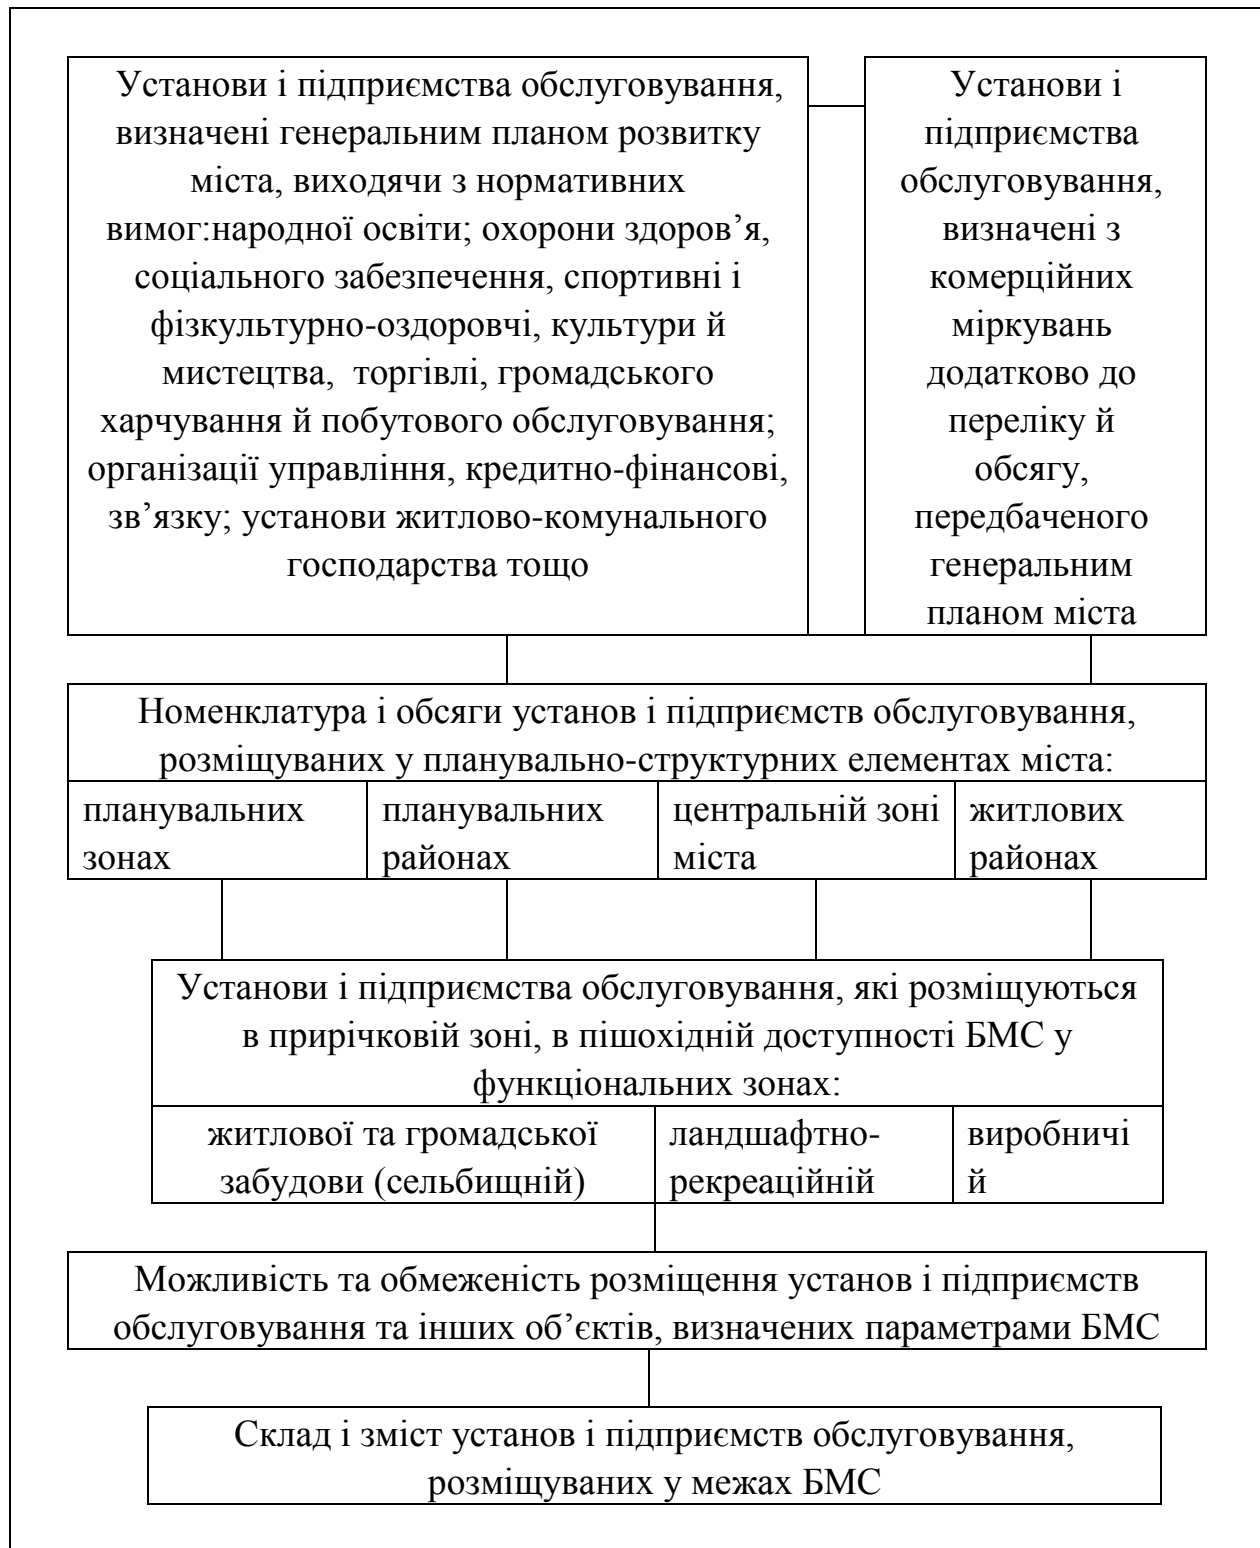 Установи і підприємства обслуговування,
визначені генеральним планом розвитку
міста, виходячи з нормативних
вимог:народної освіти; охорони здоров’я,
соціального забезпечення, спортивні і
фізкультурно-оздоровчі, культури й
мистецтва, торгівлі, громадського
харчування й побутового обслуговування;
організації управління, кредитно-фінансові,
зв’язку; установи житлово-комунального
господарства тощо
Установи і
підприємства
обслуговування,
визначені з
комерційних
міркувань
додатково до
переліку й
обсягу,
передбаченого
генеральним
планом міста
Номенклатура і обсяги установ і підприємств обслуговування,
розміщуваних у планувально-структурних елементах міста:
планувальних
зонах
планувальних
районах
центральній зоні
міста
житлових
районах
Установи і підприємства обслуговування, які розміщуються
в прирічковій зоні, в пішохідній доступності БМС у
функціональних зонах:
житлової та громадської
забудови (сельбищній)
ландшафтно-
рекреаційній
виробничі
й
Можливість та обмеженість розміщення установ і підприємств
обслуговування та інших об’єктів, визначених параметрами БМС
Склад і зміст установ і підприємств обслуговування,
розміщуваних у межах БМС